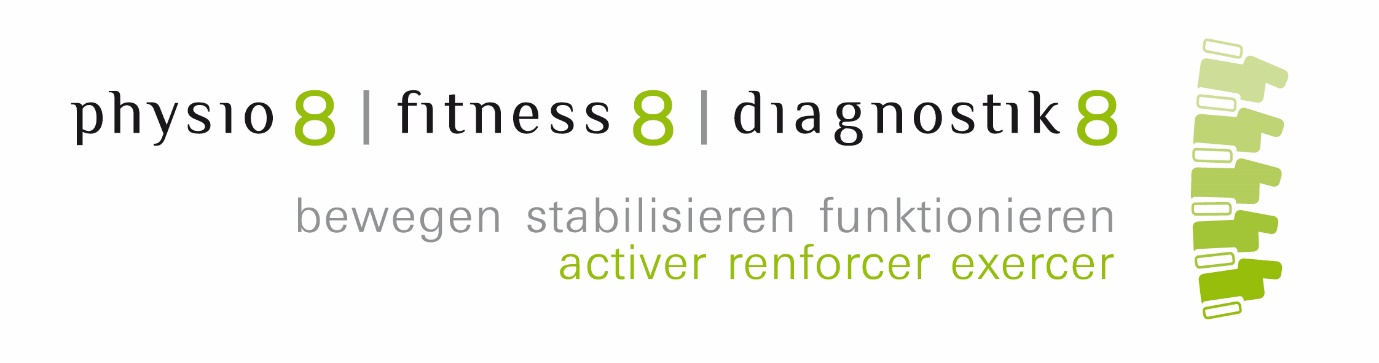 physio 8 | fitness 8 | diagnostik 8
bewegen stabilisieren funktionieren
activer renforcer exercer